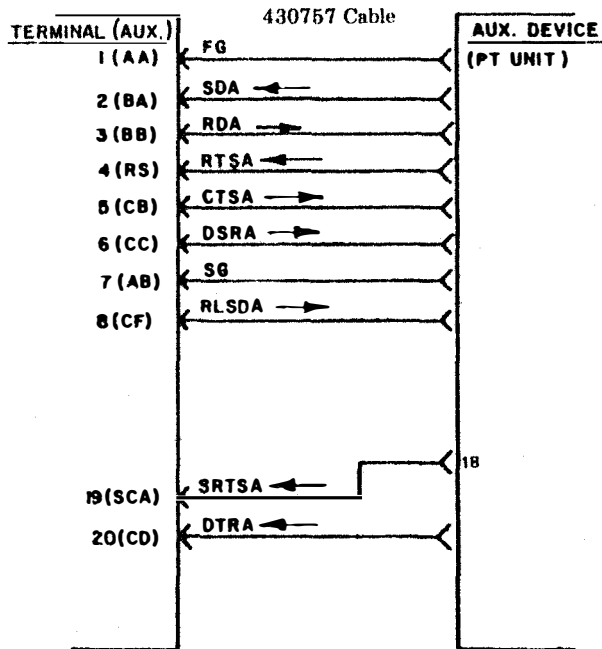 430757 Cable
TERMINAL (AUX.)
AUX. DEVICE
(PT UNIT)
1 (AA) FG
2 (BA) SDA
3 (BB) RDA
4 (RS) RTSA
5 (CB) CTSA
6 (CC) DSRA
7 (AB) SG
8 (CF) RLSDA
18
19 (SCA) SRTSA
20 (CD) DTRA